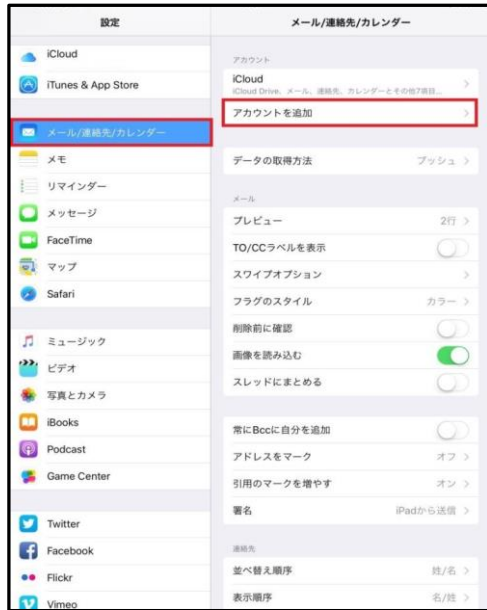 設定
iCloud
iTunes & App Store
メール/連絡先/カレンダー
メモ
リマインダー
メッセージ
FaceTime
マップ
Safari
ミュージック
ビデオ
写真とカメラ
iBooks
Podcast
Game Center
Twitter
Facebook
Flickr
Vimeo
メール/連絡先/カレンダー
アカウント
iCloud
iCloud Drive、メール、連絡先、カレンダーとその他7項目...
アカウントを追加
データの取得方法 プッシュ
メール
プレビュー 2行
TO/CCラベルを表示
スワイプオプション
フラグのスタイル カラー
削除前に確認
画像を読み込む
スレッドにまとめる
常にBccに自分を追加
アドレスをマーク オフ
引用のマークを増やす オン
署名 iPadから送信
連絡先
並べ替え順序 姓/名
表示順序 名/姓